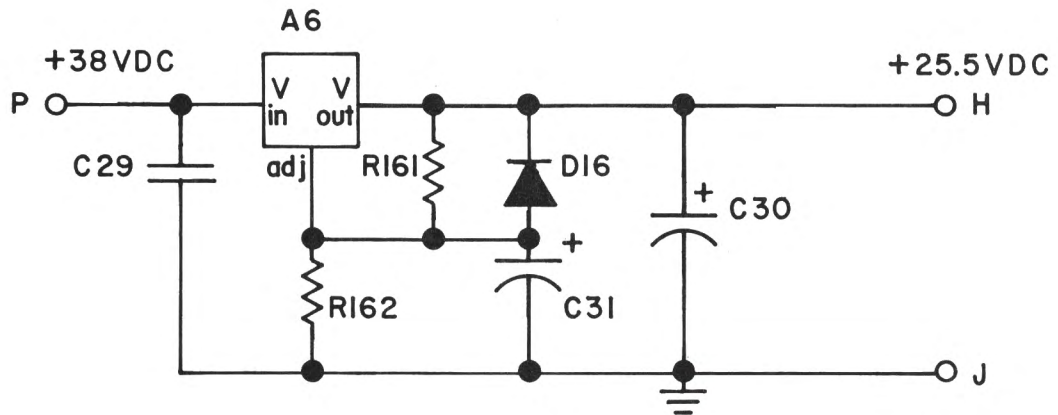 A6
+38VDC
+25.5VDC
P
V
V
H
in
out
C29
adj
R161
D16
+
C30
+
R162
C31
J